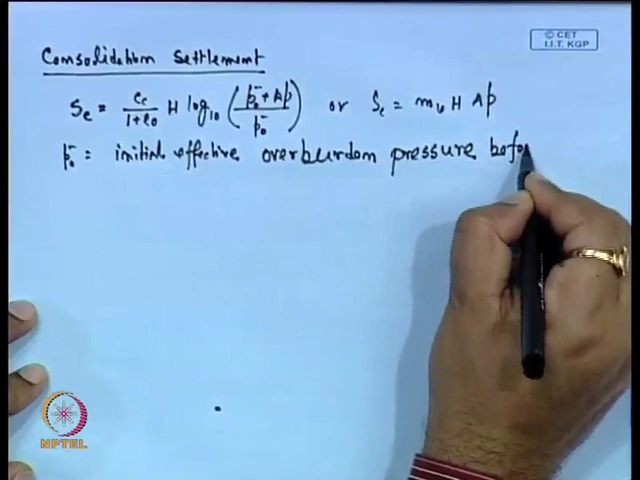 © CET
I.I.T. KGP
Consolidation Settlement
Sc = Cc/1+e0 H log10 (p̄0+Δp/p̄0) or Sc = mv H Δp
p̄0 = initial effective overburden pressure befo
NPTEL